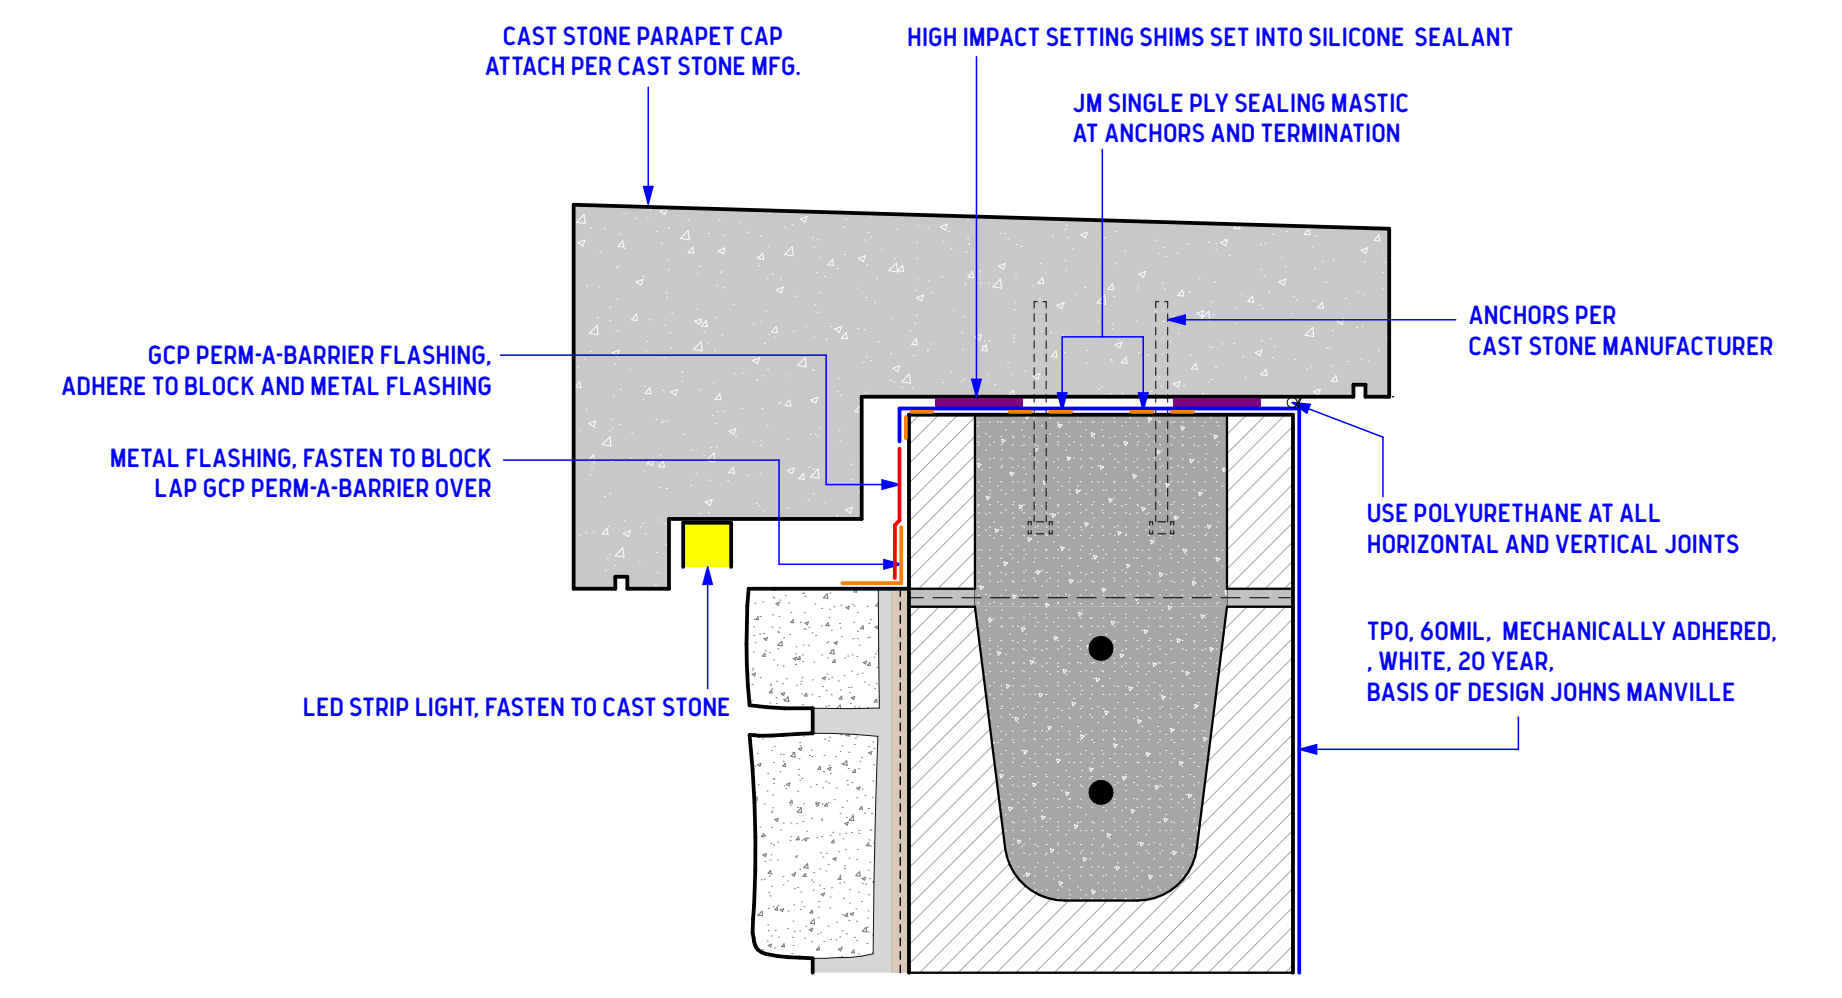 CAST STONE PARAPET CAP
ATTACH PER CAST STONE MFG.
HIGH IMPACT SETTING SHIMS SET INTO SILICONE SEALANT
JM SINGLE PLY SEALING MASTIC
AT ANCHORS AND TERMINATION
ANCHORS PER
CAST STONE MANUFACTURER
GCP PERM-A-BARRIER FLASHING,
ADHERE TO BLOCK AND METAL FLASHING
METAL FLASHING, FASTEN TO BLOCK
LAP GCP PERM-A-BARRIER OVER
USE POLYURETHANE AT ALL
HORIZONTAL AND VERTICAL JOINTS
TPO, 60MIL, MECHANICALLY ADHERED,
, WHITE, 20 YEAR,
BASIS OF DESIGN JOHNS MANVILLE
LED STRIP LIGHT, FASTEN TO CAST STONE